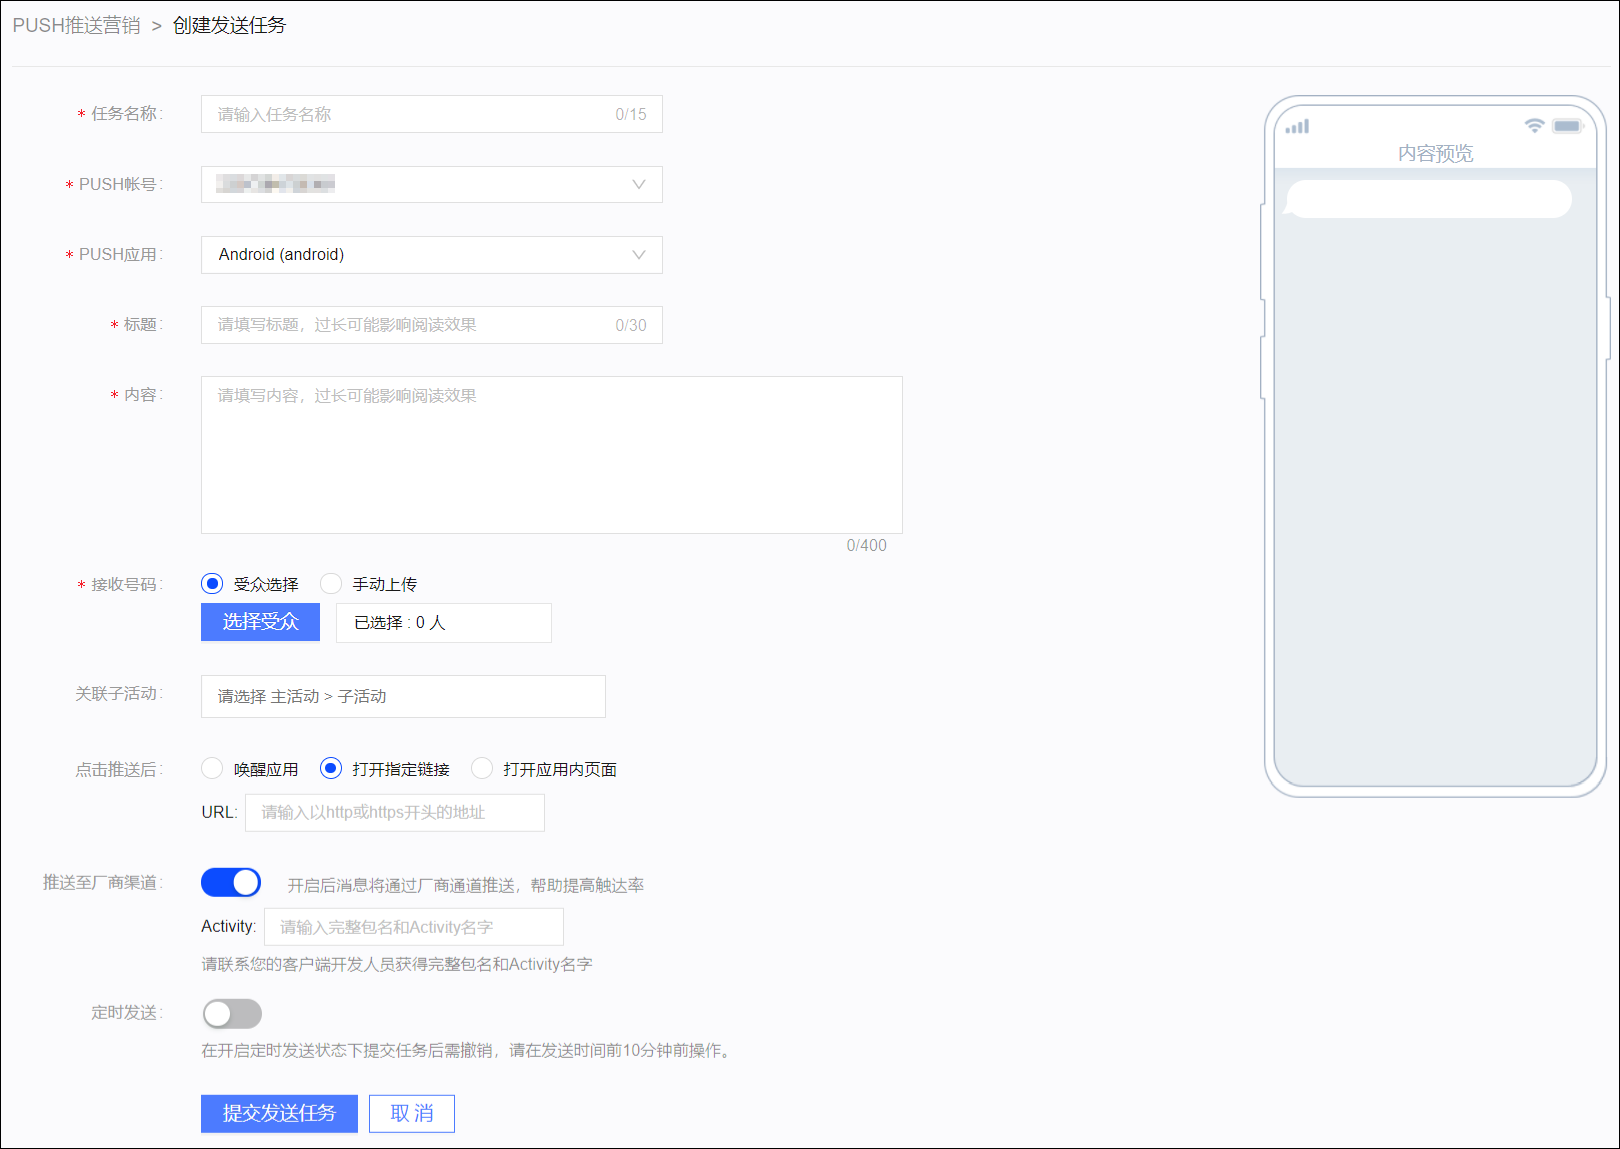 PUSH推送营销 > 创建发送任务
* 任务名称:
请输入任务名称 0/15
* PUSH帐号:
* PUSH应用:
Android (android)
* 标题:
请填写标题，过长可能影响阅读效果 0/30
* 内容:
请填写内容，过长可能影响阅读效果
0/400
* 接收号码:
受众选择 手动上传
选择受众 已选择 : 0 人
关联子活动:
请选择 主活动 > 子活动
点击推送后:
唤醒应用 打开指定链接 打开应用内页面
URL: 请输入以http或https开头的地址
推送至厂商渠道:
开启后消息将通过厂商通道推送，帮助提高触达率
Activity: 请输入完整包名和Activity名字
请联系您的客户端开发人员获得完整包名和Activity名字
定时发送:
在开启定时发送状态下提交任务后需撤销，请在发送时间前10分钟前操作。
提交发送任务 取 消
内容预览